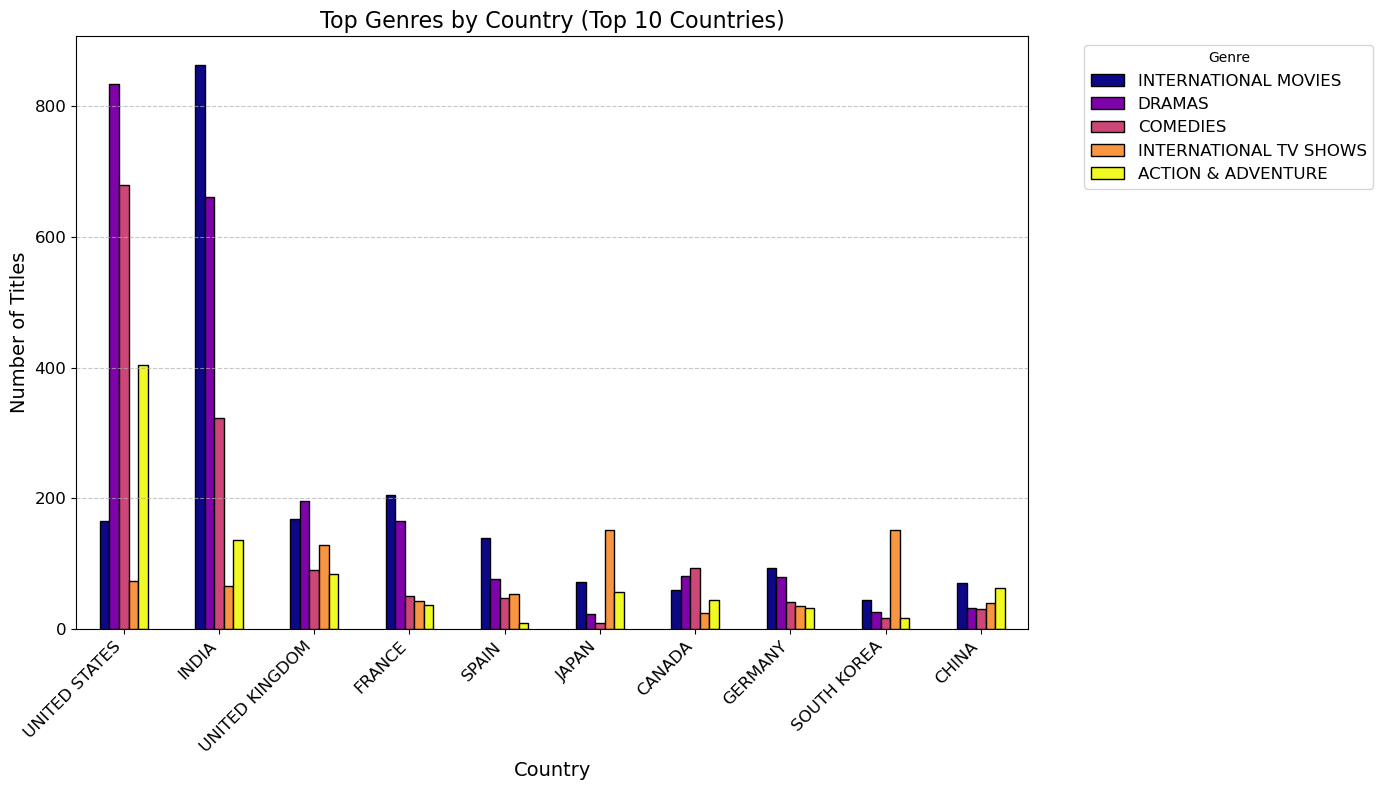 Top Genres by Country (Top 10 Countries)
Genre
INTERNATIONAL MOVIES
DRAMAS
COMEDIES
INTERNATIONAL TV SHOWS
ACTION & ADVENTURE
Number of Titles
800
600
400
200
0
UNITED STATES
INDIA
UNITED KINGDOM
FRANCE
SPAIN
JAPAN
CANADA
GERMANY
SOUTH KOREA
CHINA
Country